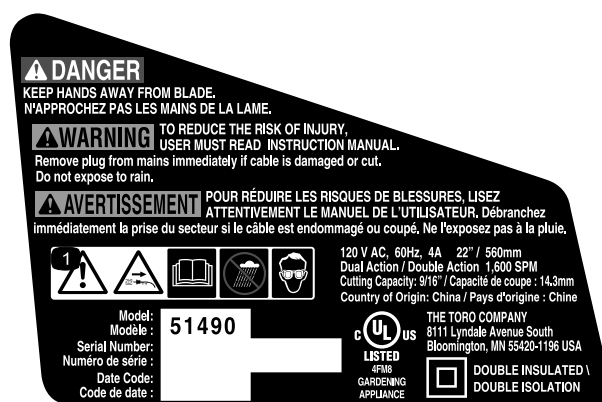 DANGER
KEEP HANDS AWAY FROM BLADE.
N'APPROCHEZ PAS LES MAINS DE LA LAME.
WARNING TO REDUCE THE RISK OF INJURY,
USER MUST READ INSTRUCTION MANUAL.
Remove plug from mains immediately if cable is damaged or cut.
Do not expose to rain.
AVERTISSEMENT POUR RÉDUIRE LES RISQUES DE BLESSURES, LISEZ
ATTENTIVEMENT LE MANUEL DE L'UTILISATEUR. Débranchez
immédiatement la prise du secteur si le câble est endommagé ou coupé. Ne l'exposez pas à la pluie.
1
120 V AC, 60Hz, 4A 22"/ 560mm
Dual Action / Double Action 1,600 SPM
Cutting Capacity: 9/16" / Capacité de coupe : 14.3mm
Country of Origin: China / Pays d'origine : Chine
Model:
Modèle :
51490
Serial Number:
Numéro de série :
Date Code:
Code de date :
C UL US
LISTED
4FM8
GARDENING
APPLIANCE
THE TORO COMPANY
8111 Lyndale Avenue South
Bloomington, MN 55420-1196 USA
DOUBLE INSULATED \
DOUBLE ISOLATION